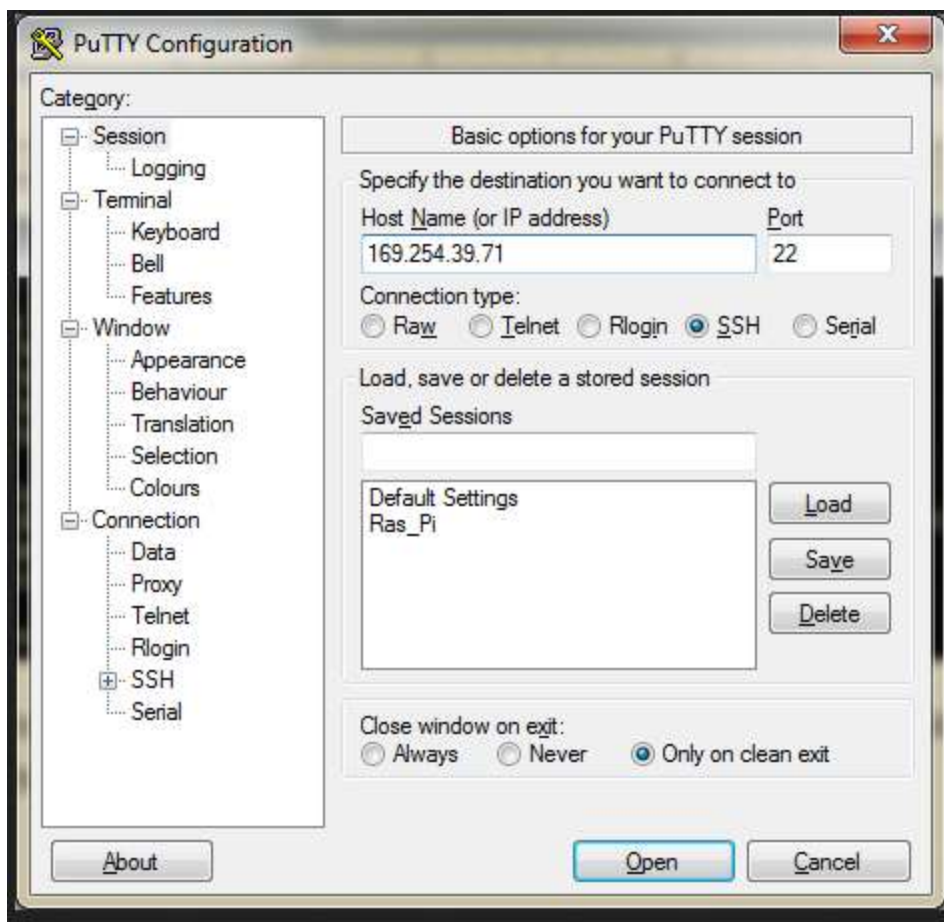 PuTTY Configuration
Category:
Session
Logging
Terminal
Keyboard
Bell
Features
Window
Appearance
Behaviour
Translation
Selection
Colours
Connection
Data
Proxy
Telnet
Rlogin
SSH
Serial
Basic options for your PuTTY session
Specify the destination you want to connect to
Host Name (or IP address) Port
169.254.39.71 22
Connection type:
Raw Telnet Rlogin SSH Serial
Load, save or delete a stored session
Saved Sessions
Default Settings
Ras_Pi
Load
Save
Delete
Close window on exit:
Always Never Only on clean exit
About Open Cancel